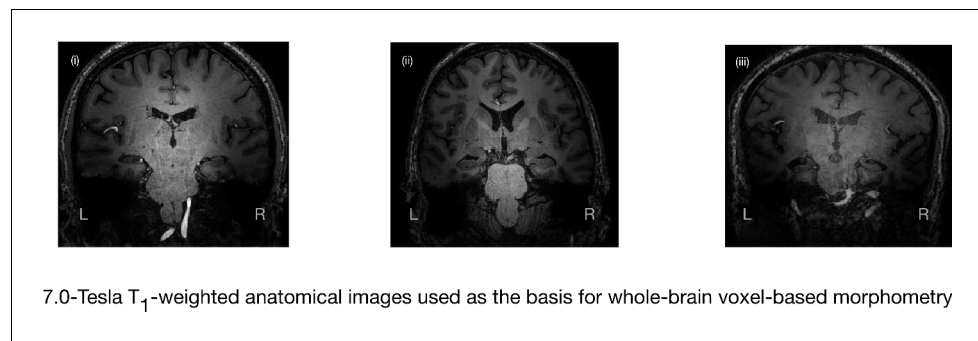 (i) (ii) (iii)
L R L R L R
7.0-Tesla T1-weighted anatomical images used as the basis for whole-brain voxel-based morphometry